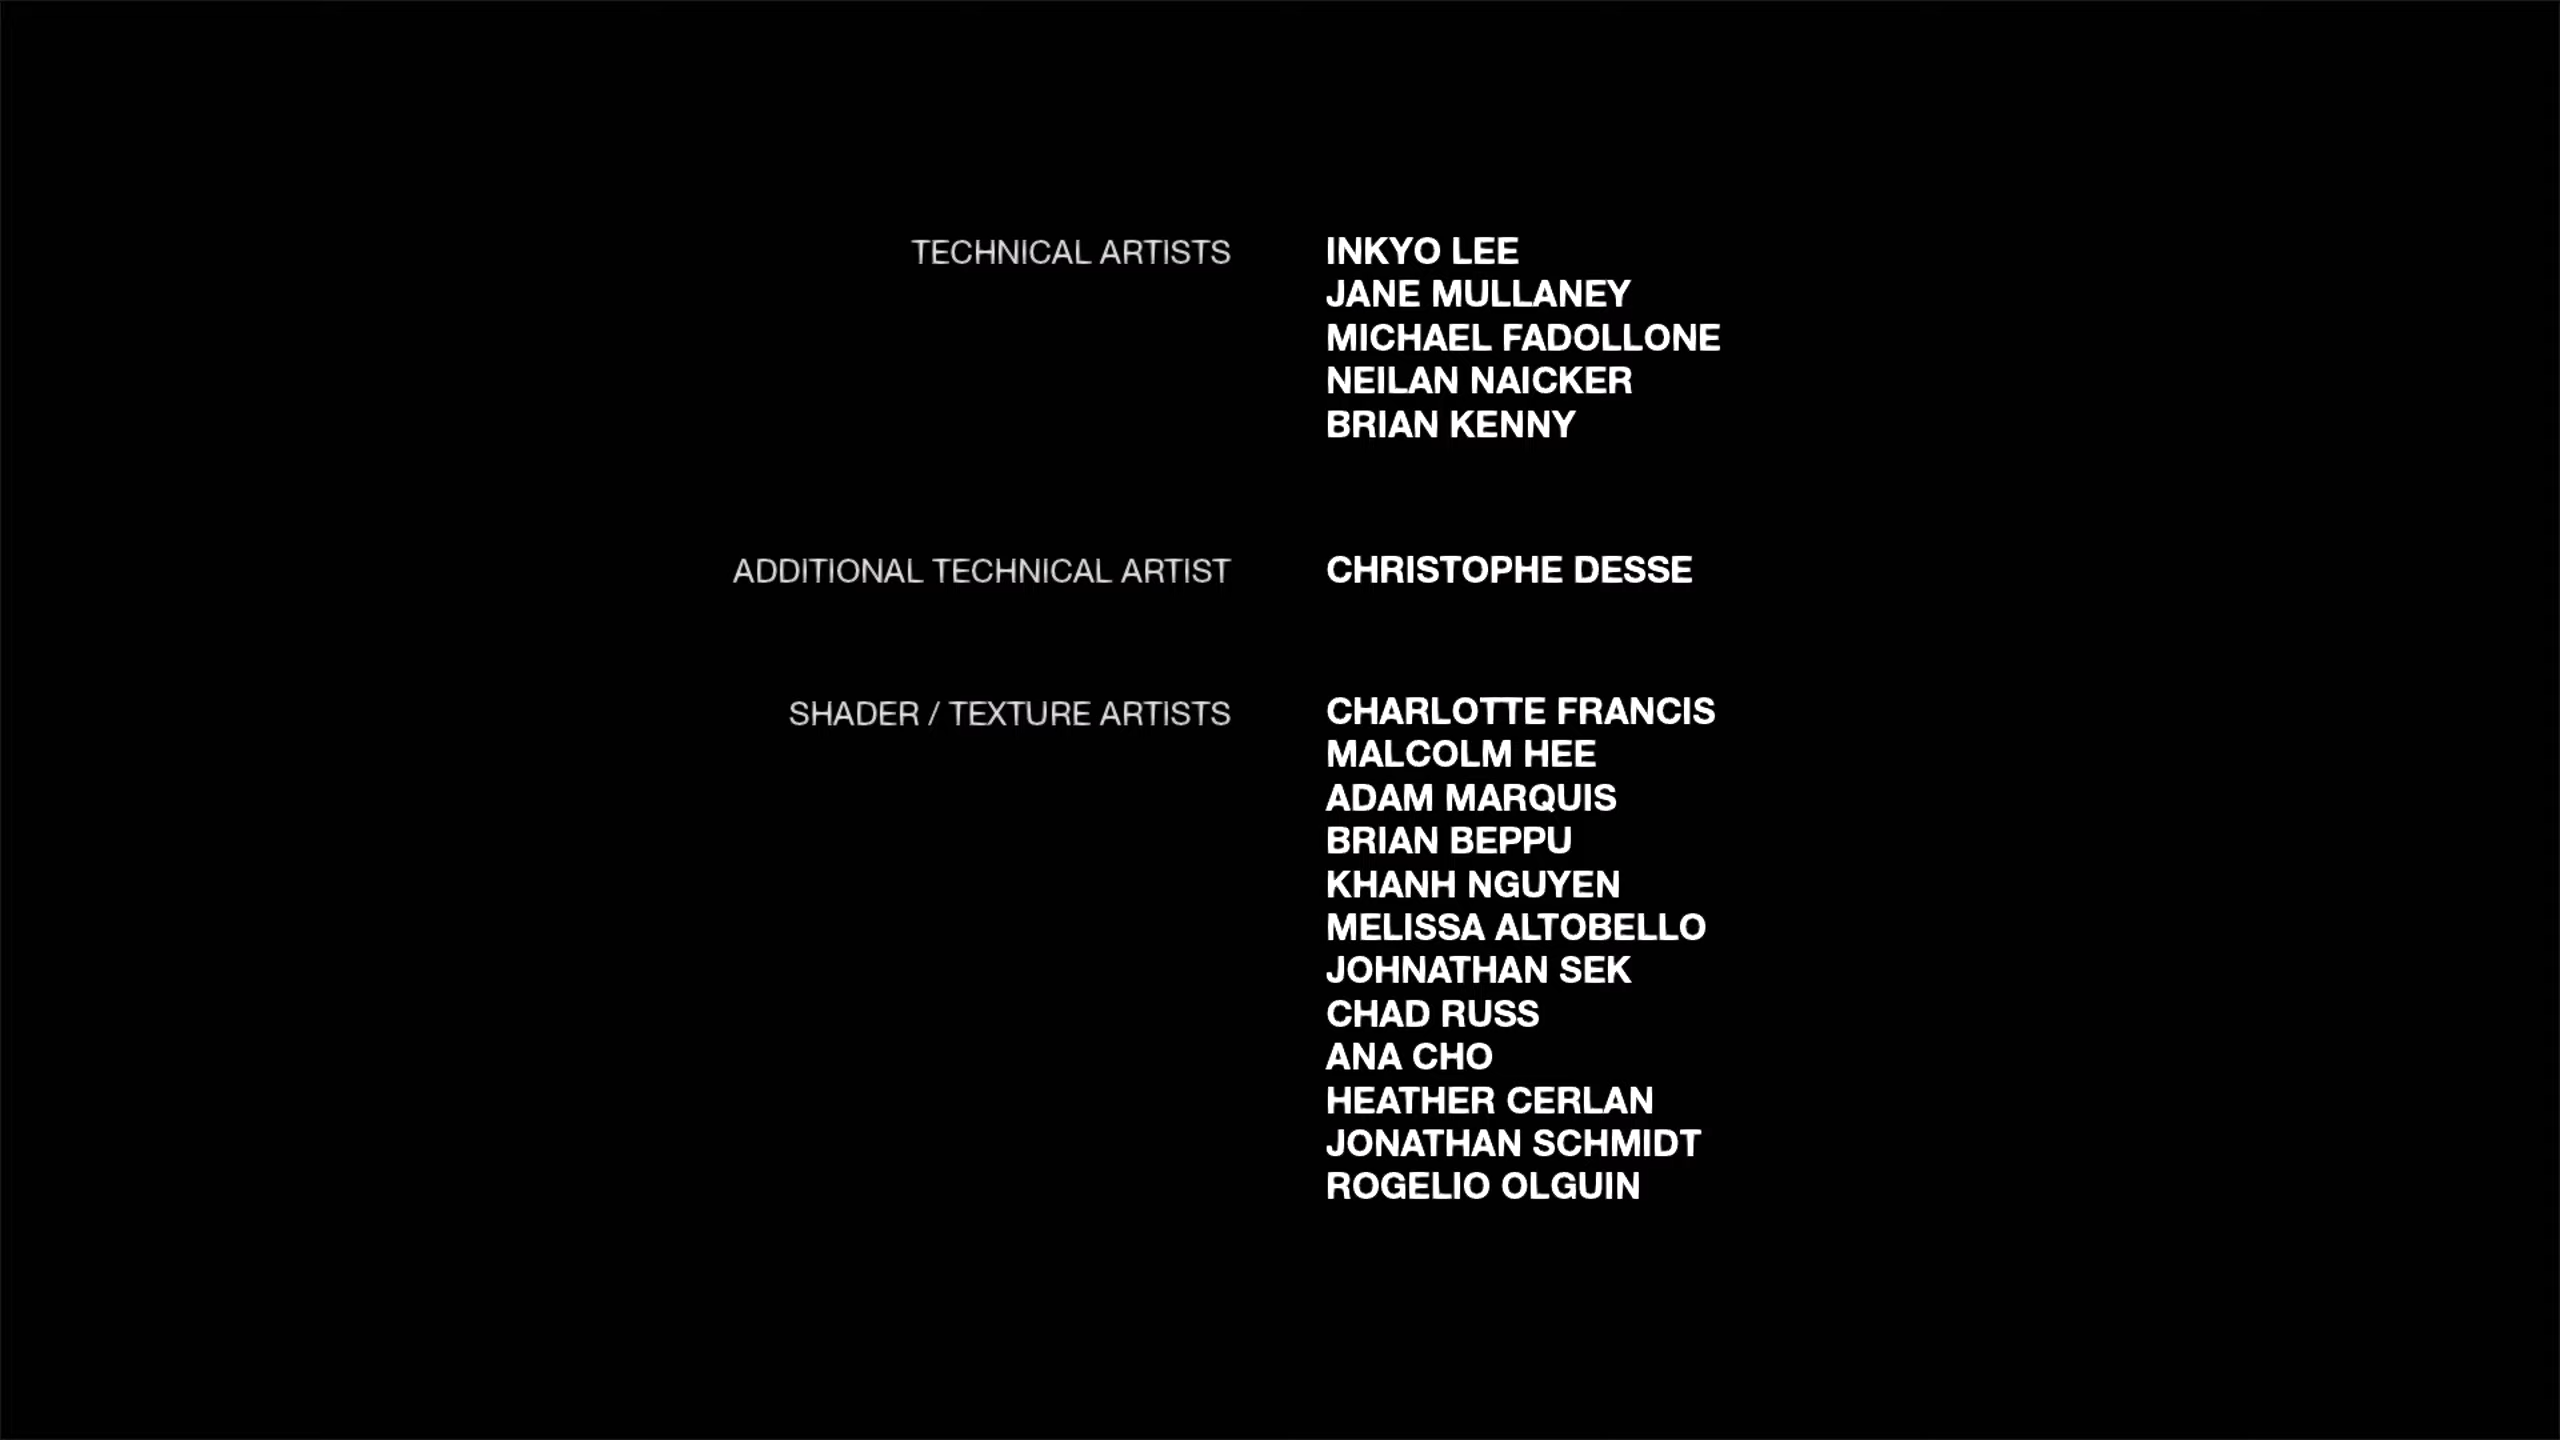 TECHNICAL ARTISTS INKYO LEE
JANE MULLANEY
MICHAEL FADOLLONE
NEILAN NAICKER
BRIAN KENNY
ADDITIONAL TECHNICAL ARTIST CHRISTOPHE DESSE
SHADER / TEXTURE ARTISTS CHARLOTTE FRANCIS
MALCOLM HEE
ADAM MARQUIS
BRIAN BEPPU
KHANH NGUYEN
MELISSA ALTOBELLO
JOHNATHAN SEK
CHAD RUSS
ANA CHO
HEATHER CERLAN
JONATHAN SCHMIDT
ROGELIO OLGUIN